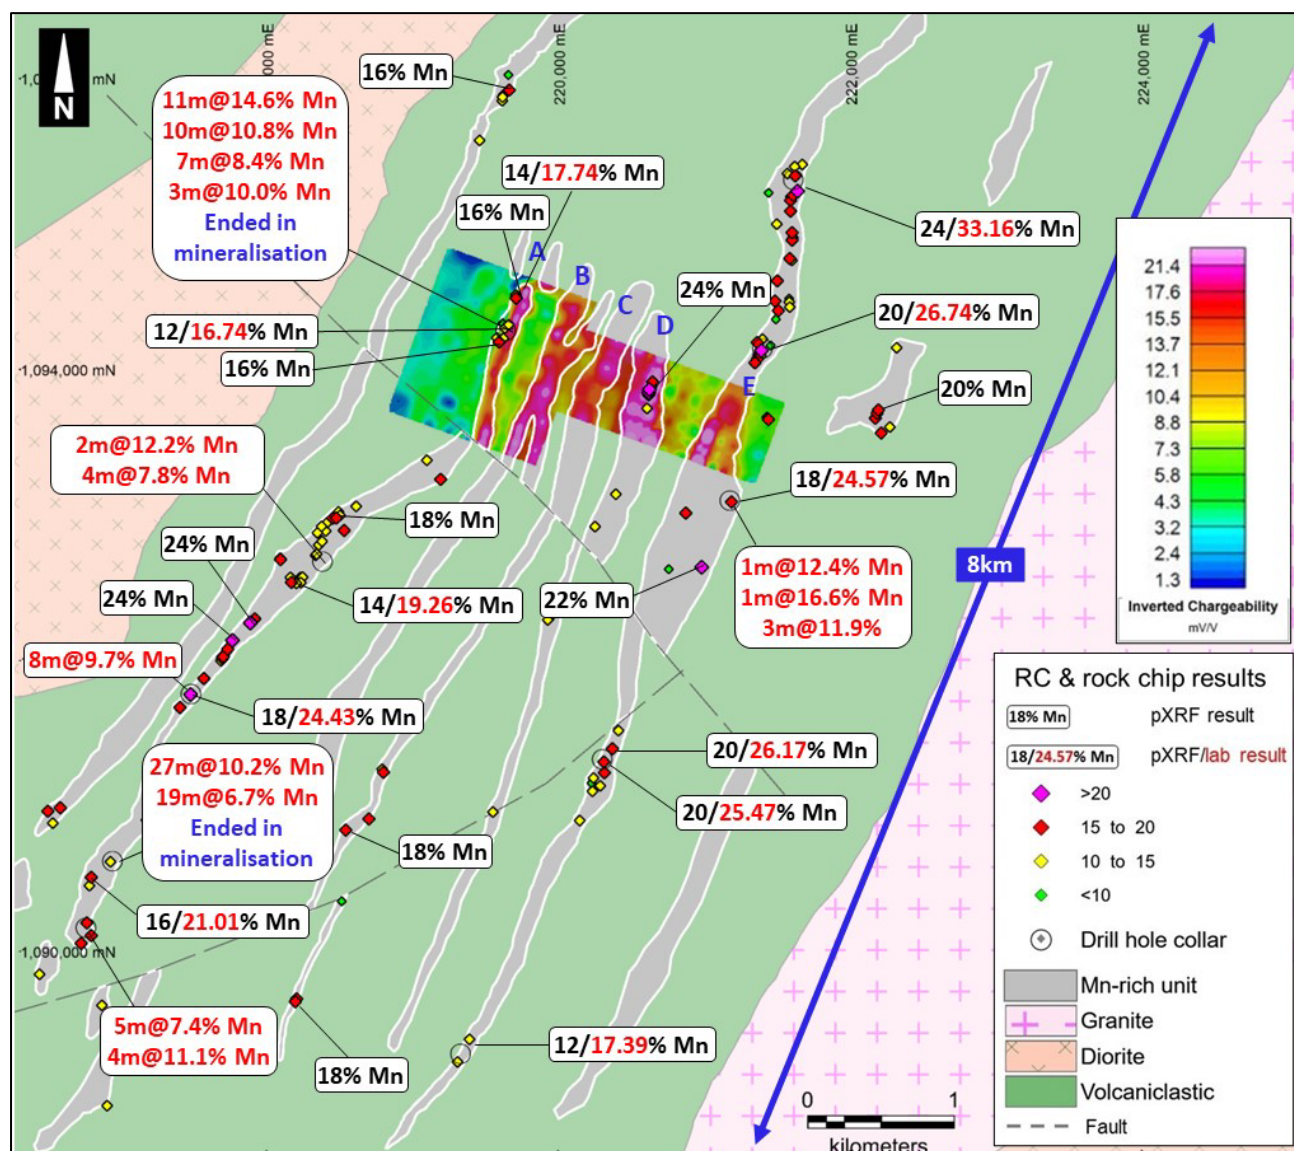 N
1,0
mN
000 mE
220,000 mE
222,000 mE
224,000 mE
16% Mn
11m@14.6% Mn
10m@10.8% Mn
7m@8.4% Mn
3m@10.0% Mn
Ended in
mineralisation
14/17.74% Mn
16% Mn
A
B
C
D
E
24% Mn
24/33.16% Mn
20/26.74% Mn
12/16.74% Mn
16% Mn
1,094,000 mN
20% Mn
2m@12.2% Mn
4m@7.8% Mn
18/24.57% Mn
18% Mn
24% Mn
1m@12.4% Mn
1m@16.6% Mn
3m@11.9%
8km
24% Mn
14/19.26% Mn
22% Mn
8m@9.7% Mn
18/24.43% Mn
27m@10.2% Mn
19m@6.7% Mn
Ended in
mineralisation
20/26.17% Mn
20/25.47% Mn
18% Mn
16/21.01% Mn
1,090,000 mN
5m@7.4% Mn
4m@11.1% Mn
18% Mn
12/17.39% Mn
0 1
kilometers
21.4
17.6
15.5
13.7
12.1
10.4
8.8
7.3
5.8
4.3
3.2
2.4
1.3
Inverted Chargeability
mV/V
RC & rock chip results
18% Mn pXRF result
18/24.57% Mn pXRF/lab result
>20
15 to 20
10 to 15
<10
Drill hole collar
Mn-rich unit
Granite
Diorite
Volcaniclastic
Fault